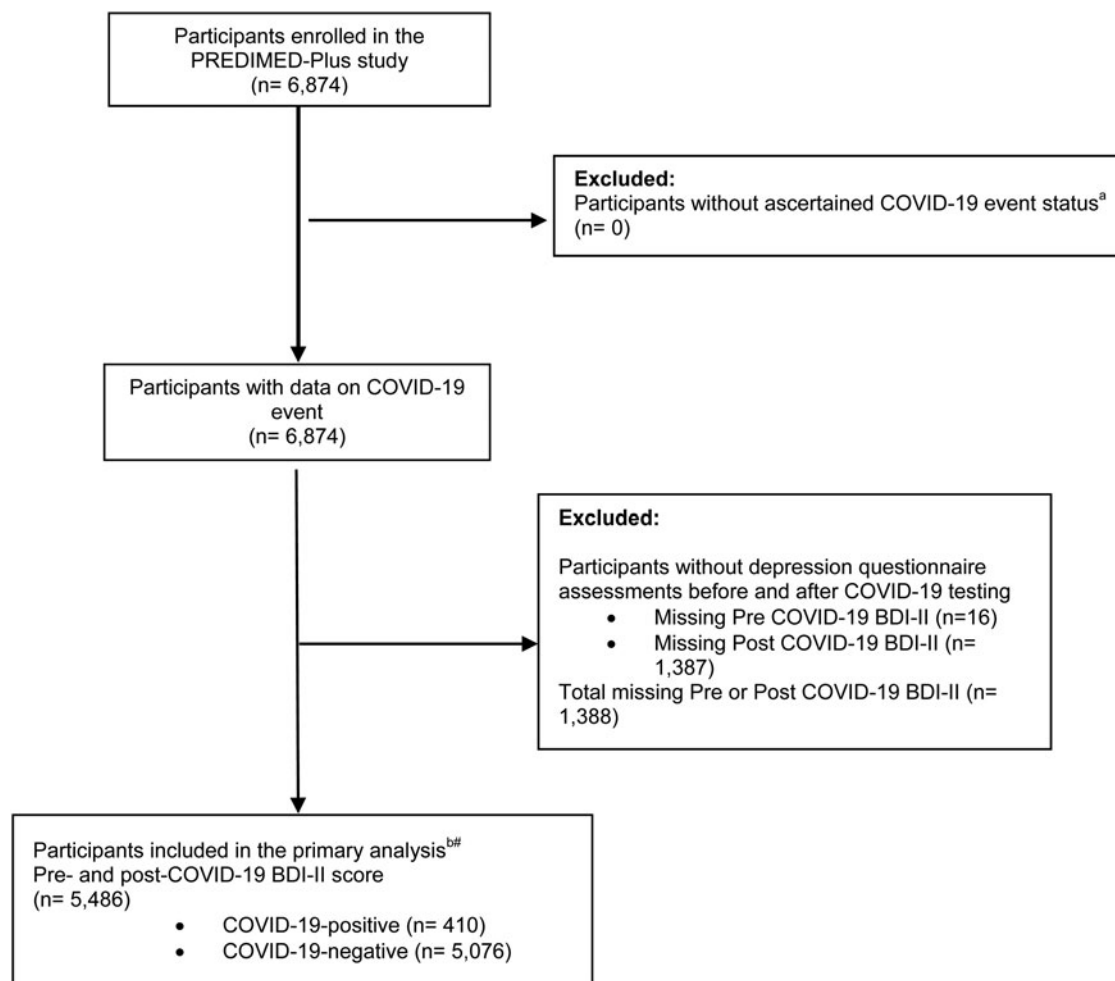 Participants enrolled in the
PREDIMED-Plus study
(n= 6,874)
Excluded:
Participants without ascertained COVID-19 event statusᵃ
(n= 0)
Participants with data on COVID-19
event
(n= 6,874)
Excluded:
Participants without depression questionnaire
assessments before and after COVID-19 testing
• Missing Pre COVID-19 BDI-II (n=16)
• Missing Post COVID-19 BDI-II (n=
1,387)
Total missing Pre or Post COVID-19 BDI-II (n=
1,388)
Participants included in the primary analysisᵇ#
Pre- and post-COVID-19 BDI-II score
(n= 5,486)
• COVID-19-positive (n= 410)
• COVID-19-negative (n= 5,076)